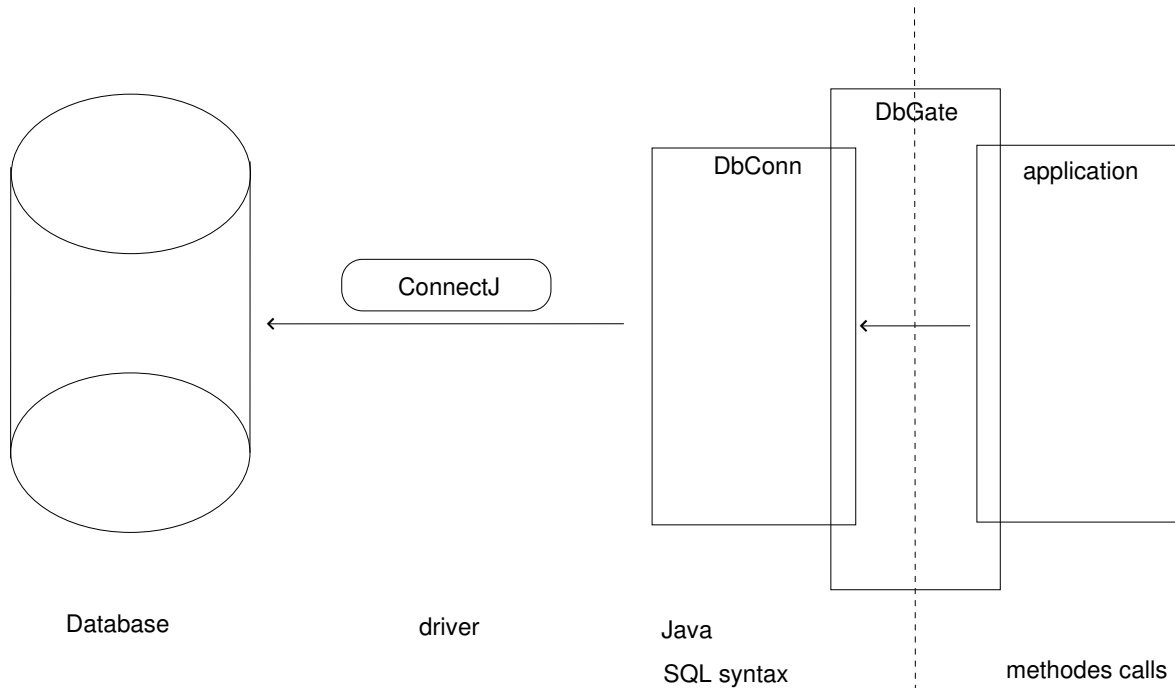 DbGate
DbConn
application
ConnectJ
Database
driver
Java
SQL syntax
methodes calls